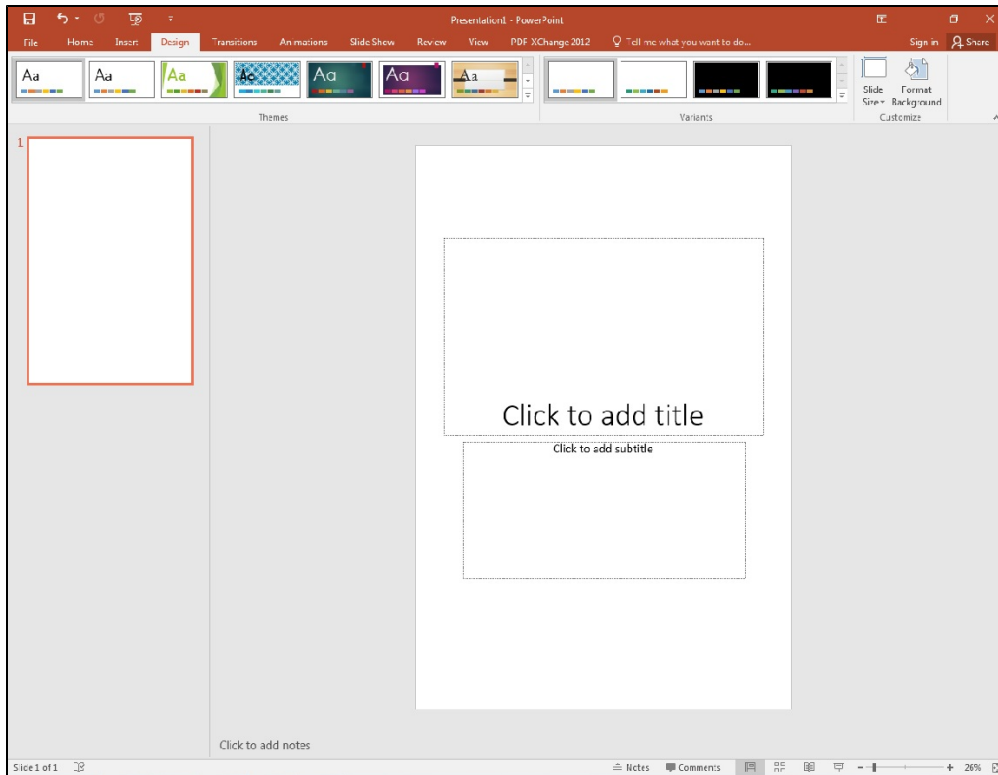 Presentation1 - PowerPoint
File Home Insert Design Transitions Animations Slide Show Review View PDF-XChange 2012 Tell me what you want to do... Sign in Share
Aa Aa Aa Aa Aa Aa Aa
Slide Size Format Background
Themes Variants Customize
1
Click to add title
Click to add subtitle
Click to add notes
Slide 1 of 1 Notes Comments 26%